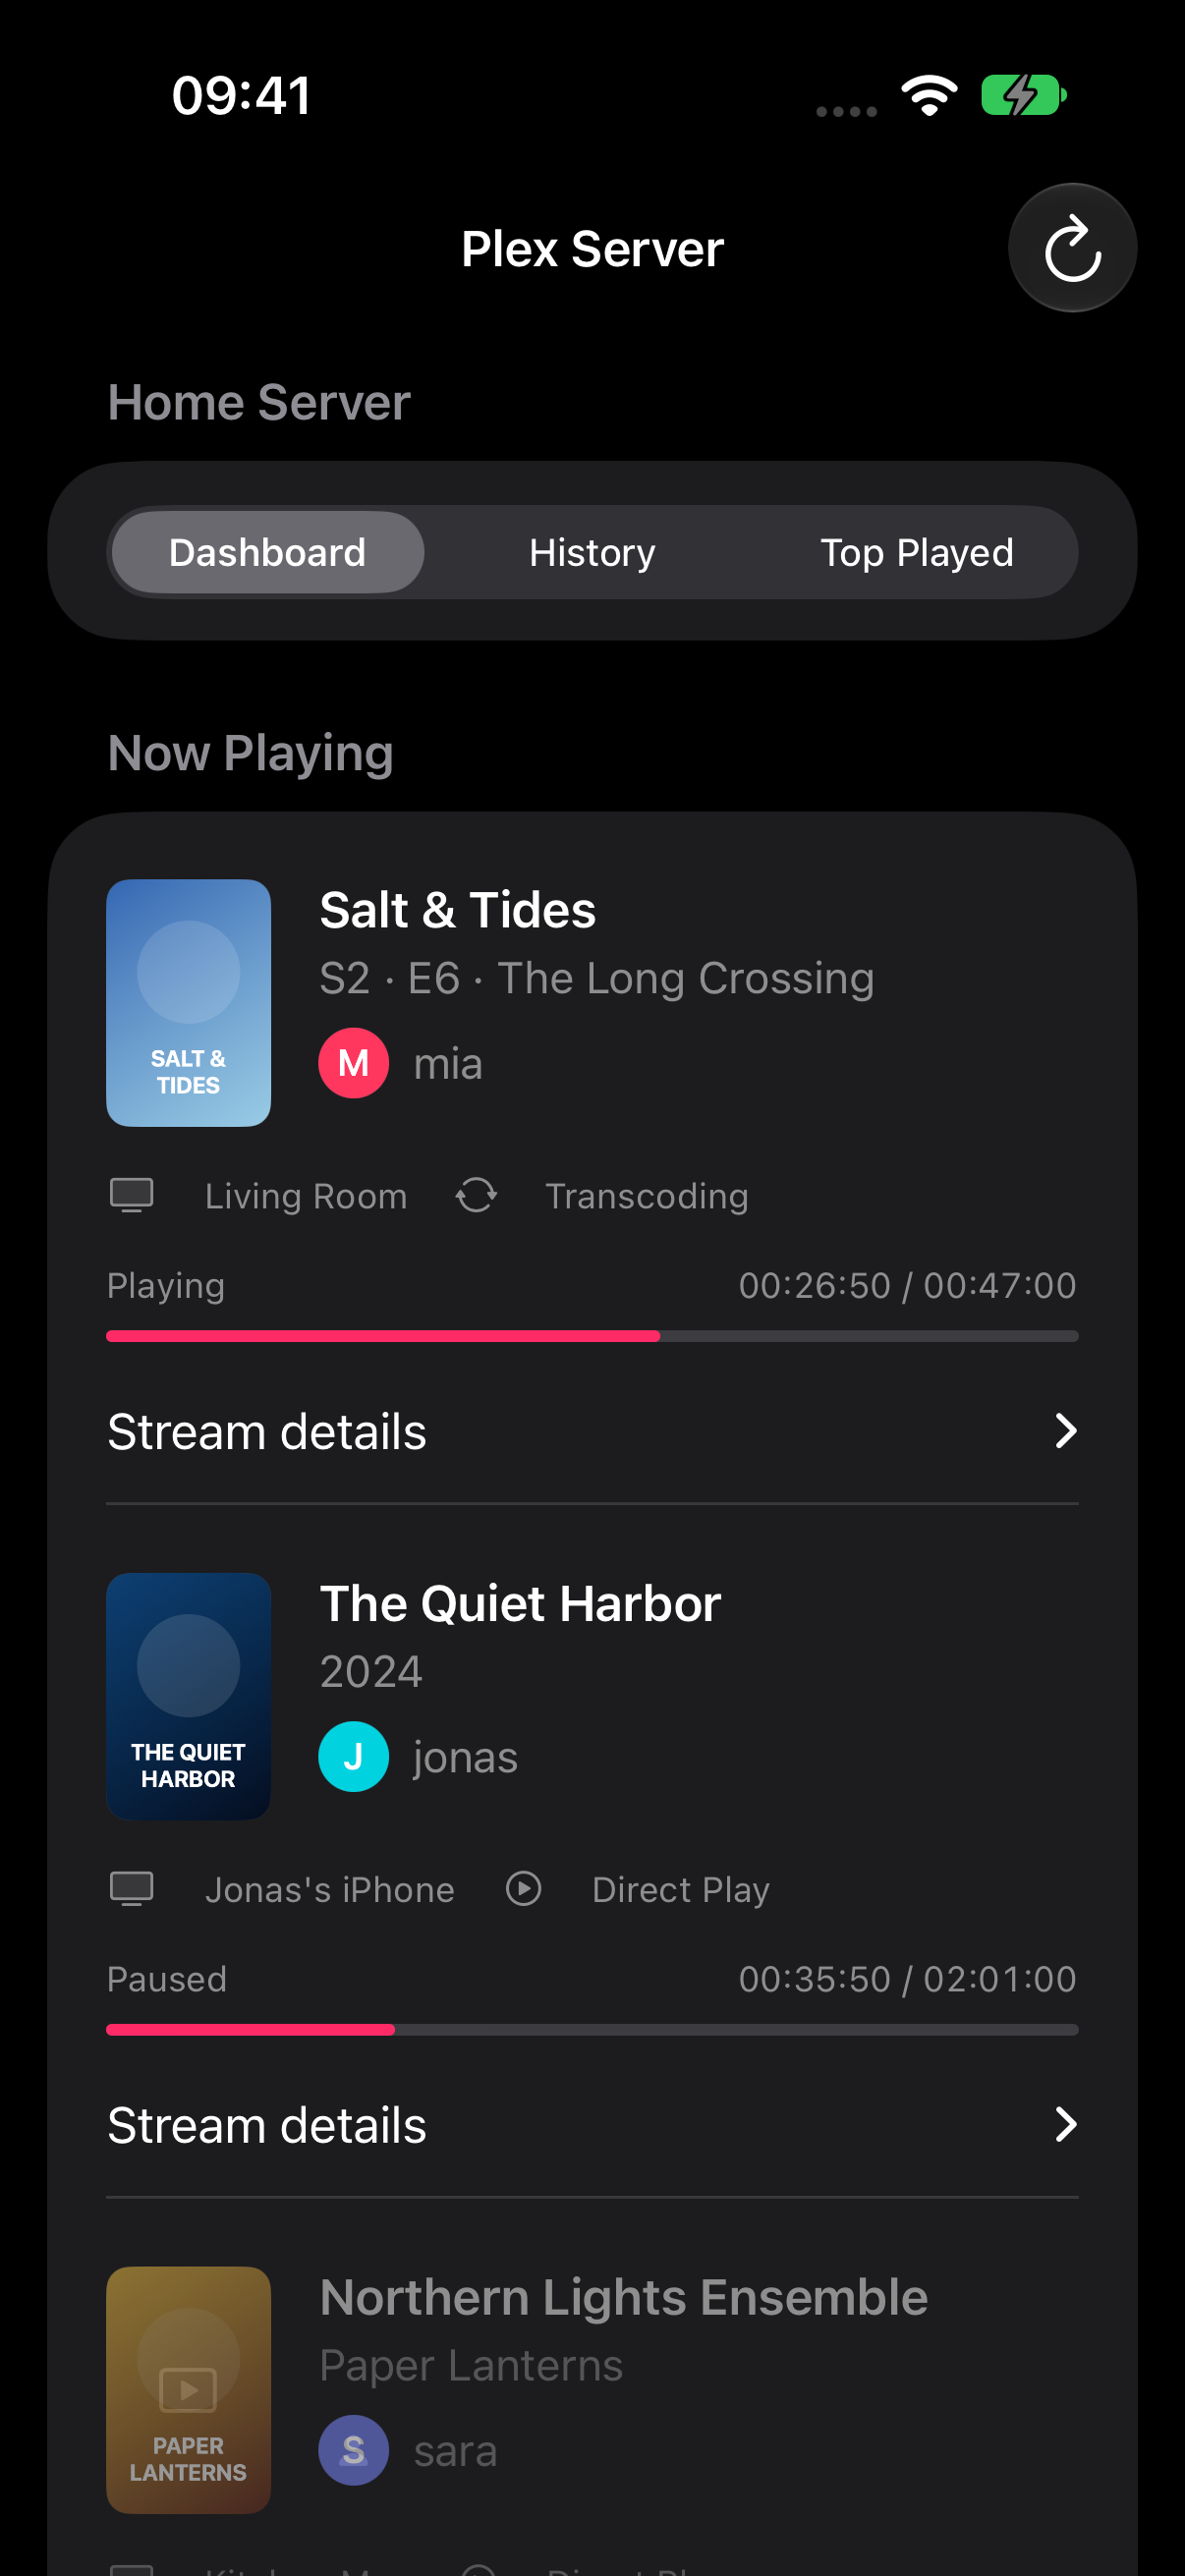 09:41
Plex Server
Home Server
Dashboard History Top Played
Now Playing
SALT &
TIDES
Salt & Tides
S2 · E6 · The Long Crossing
M mia
Living Room Transcoding
Playing 00:26:50 / 00:47:00
Stream details
THE QUIET
HARBOR
The Quiet Harbor
2024
J jonas
Jonas's iPhone Direct Play
Paused 00:35:50 / 02:01:00
Stream details
PAPER
LANTERNS
Northern Lights Ensemble
Paper Lanterns
S sara